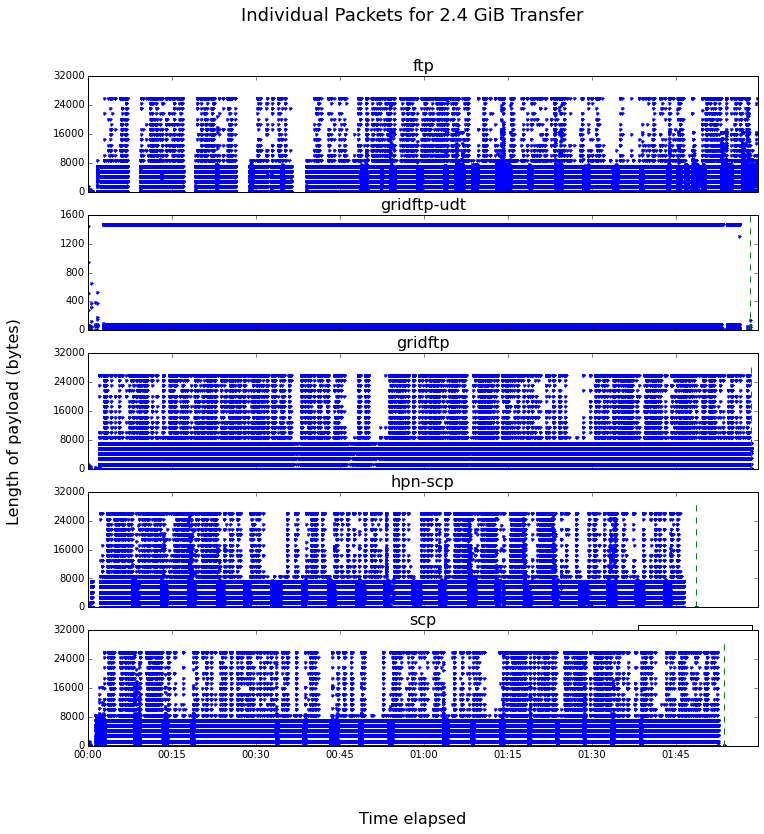 Individual Packets for 2.4 GiB Transfer
ftp
32000
24000
16000
8000
0
gridftp-udt
1600
1200
800
400
0
gridftp
32000
24000
16000
8000
0
hpn-scp
32000
24000
16000
8000
0
scp
32000
24000
16000
8000
0
00:00 00:15 00:30 00:45 01:00 01:15 01:30 01:45
Length of payload (bytes)
Time elapsed